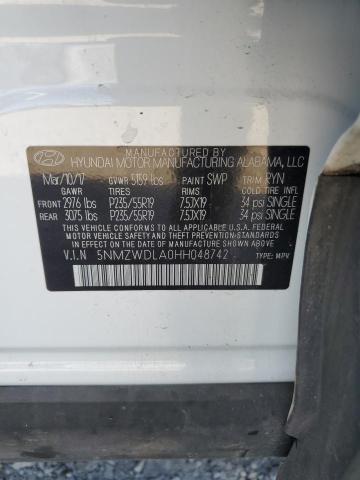 MANUFACTURED BY
HYUNDAI MOTOR MANUFACTURING ALABAMA, LLC
Mar/10/17 GVWR 5159 lbs PAINT SWP TRIM RYN
GAWR TIRES RIMS COLD TIRE INFL
FRONT 2976 lbs P235/55R19 7.5JX19 34 psi SINGLE
REAR 3075 lbs P235/55R19 7.5JX19 34 psi SINGLE
THIS VEHICLE CONFORMS TO ALL APPLICABLE U.S.A FEDERAL
MOTOR VEHICLE SAFETY AND THEFT PREVENTION STANDARDS
IN EFFECT ON THE DATE OF MANUFACTURE SHOWN ABOVE.
V.I.N 5NMZWDLA0HH048742 TYPE: MPV